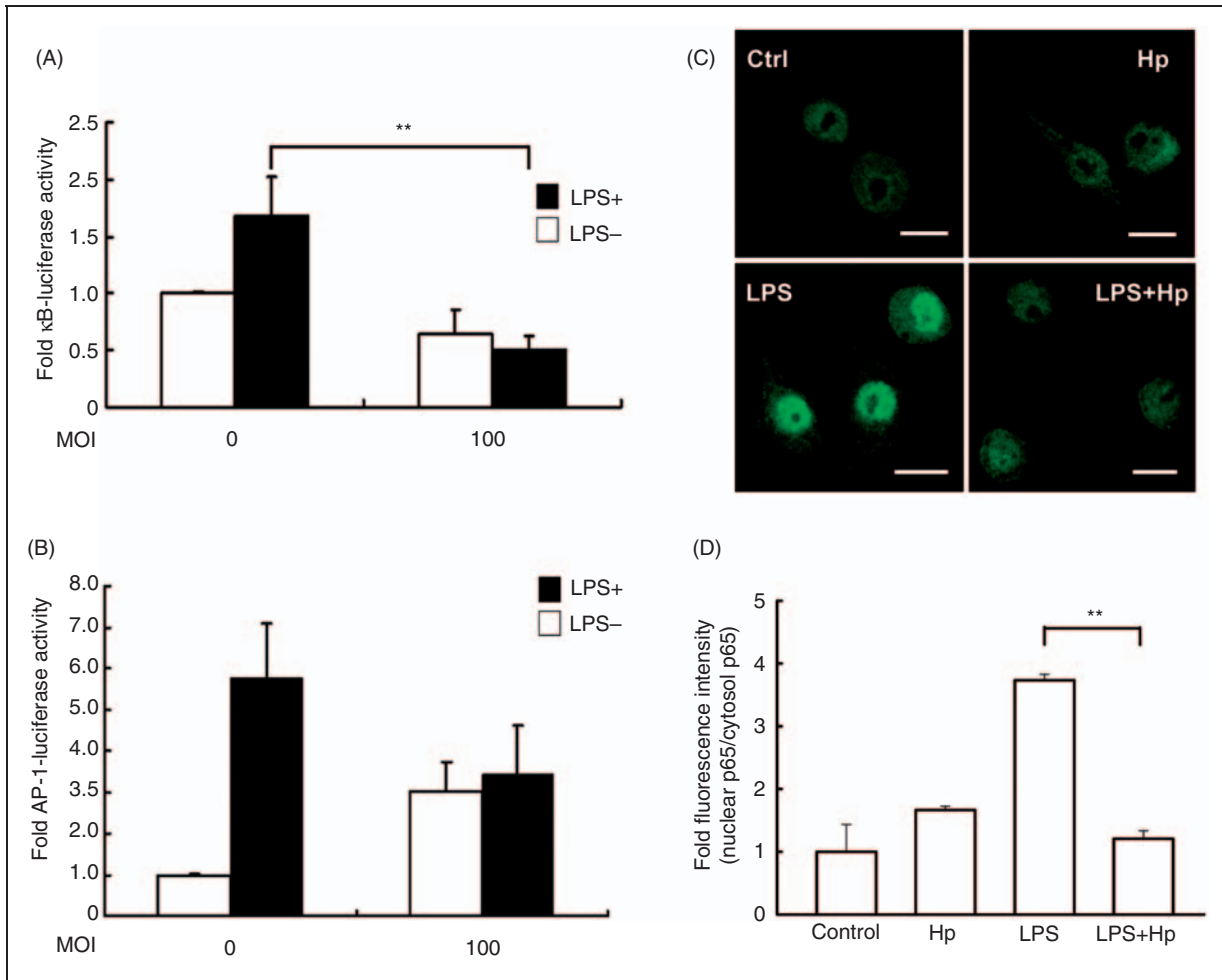 (A)
Fold κB-luciferase activity
2.5
2.0
1.5
1.0
0.5
0
**
LPS+
LPS–
MOI
0
100
(B)
Fold AP-1-luciferase activity
8.0
7.0
6.0
5.0
4.0
3.5
2.0
1.0
0
LPS+
LPS–
MOI
0
100
(C)
Ctrl
Hp
LPS
LPS+Hp
(D)
Fold fluorescence intensity
(nuclear p65/cytosol p65)
5
4
3
2
1
0
**
Control
Hp
LPS
LPS+Hp